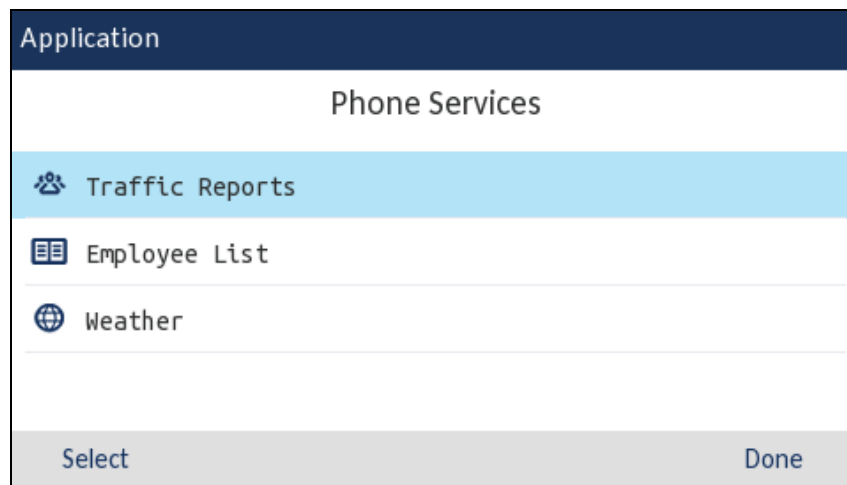 Application
Phone Services
Traffic Reports
Employee List
Weather
Select Done